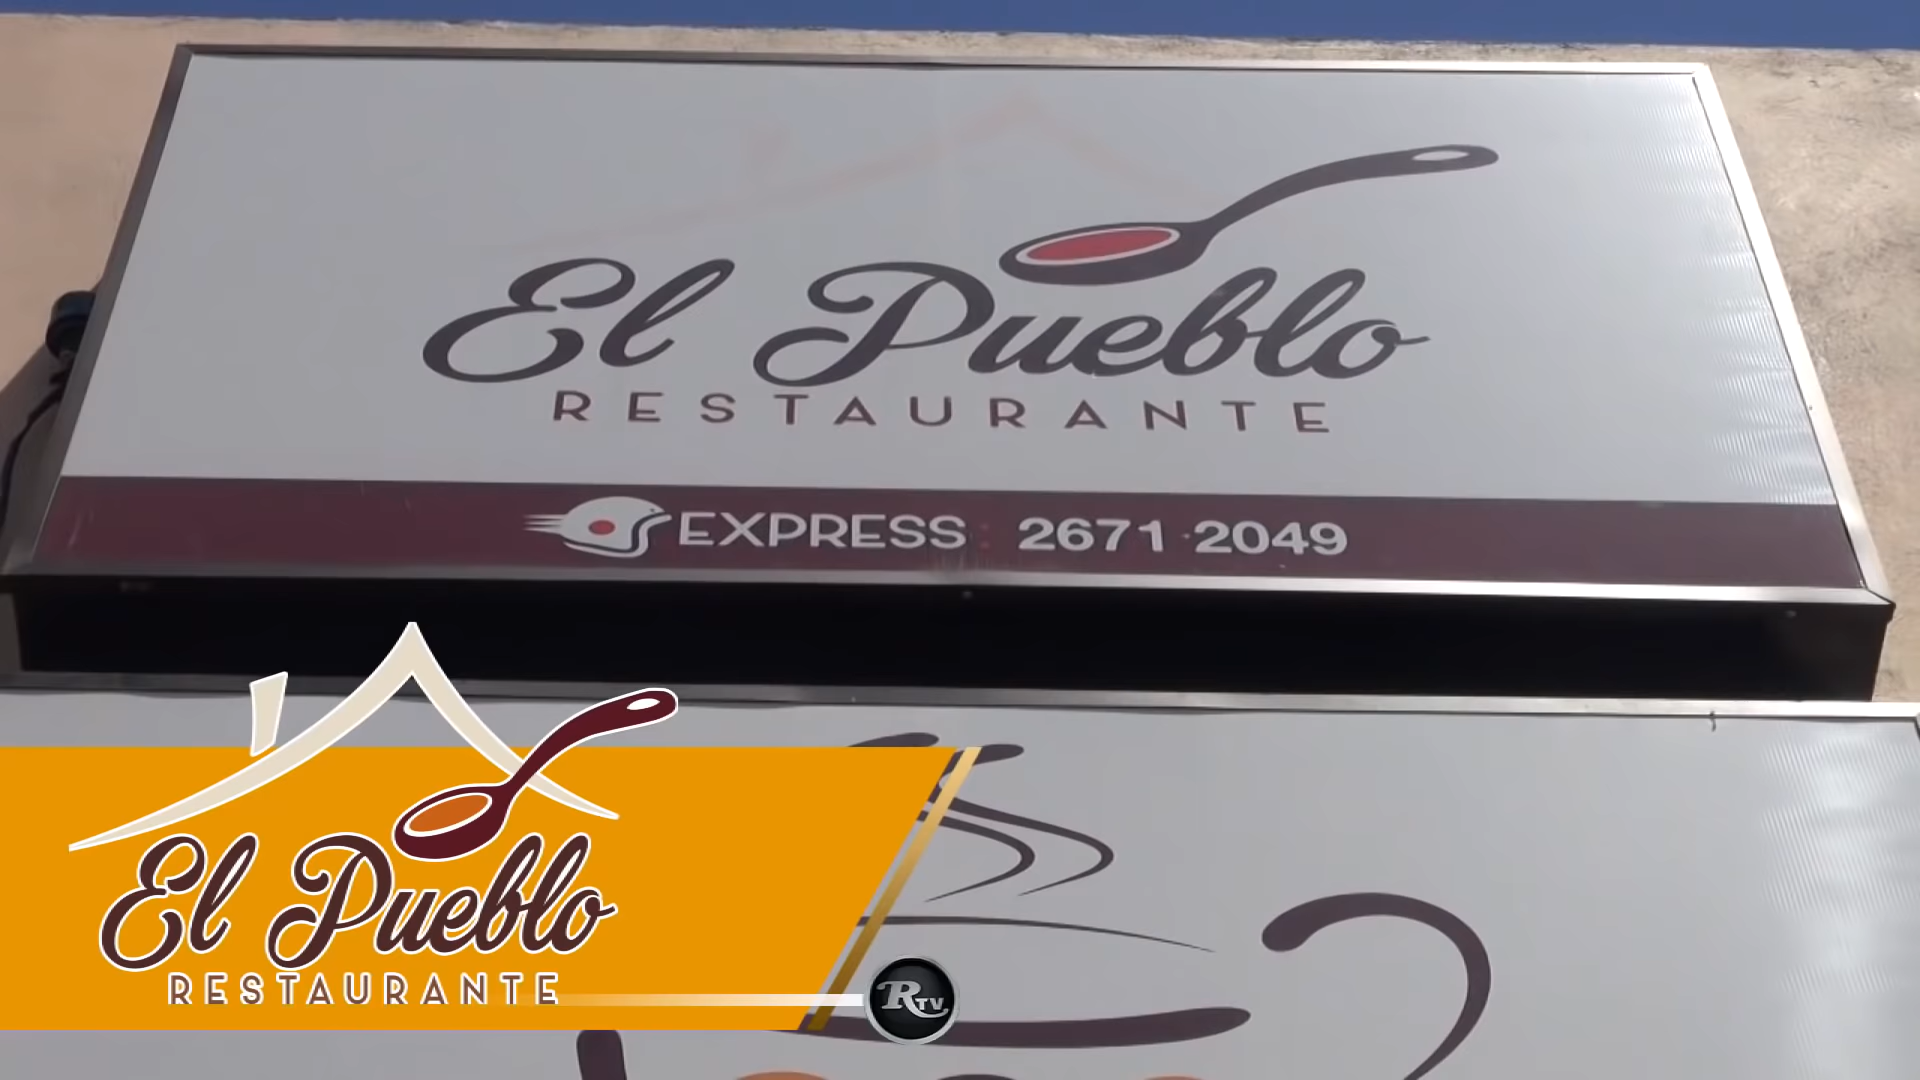 El Pueblo
RESTAURANTE
EXPRESS: 2671 2049
El Pueblo
RESTAURANTE
RTV